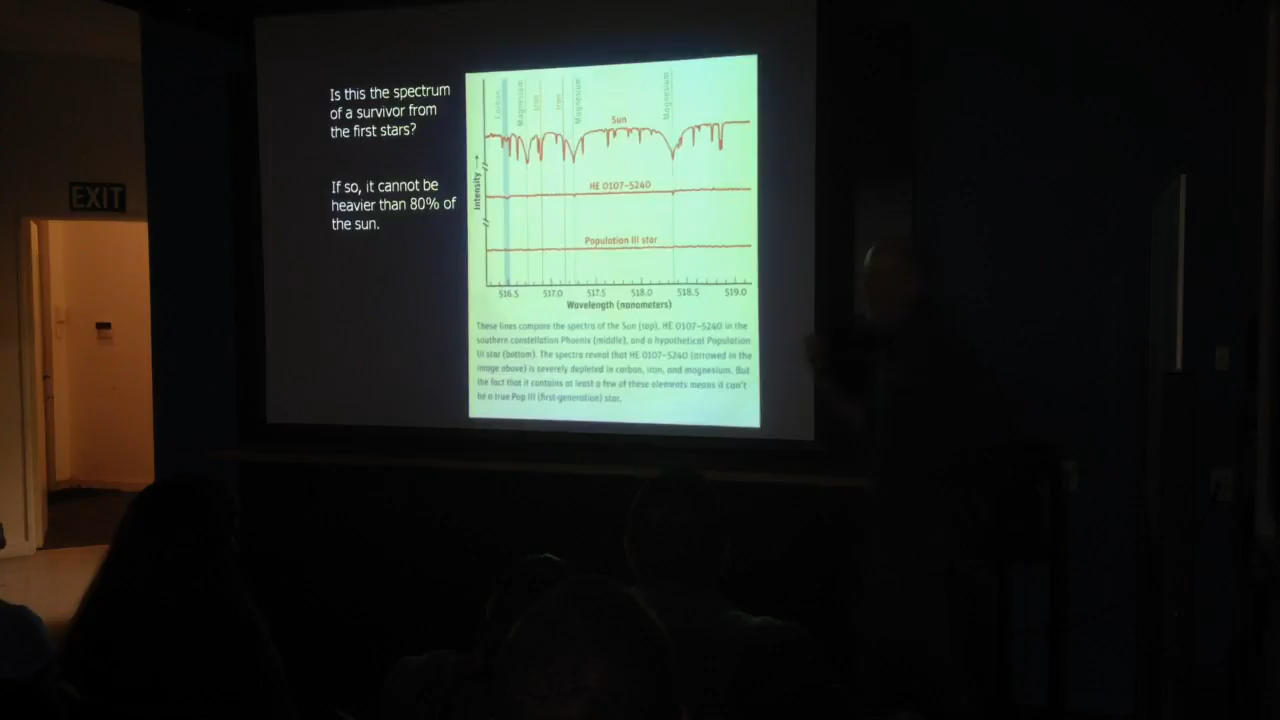 EXIT
Is this the spectrum
of a survivor from
the first stars?
If so, it cannot be
heavier than 80% of
the sun.
Carbon
Magnesium
Iron
Iron
Magnesium
Magnesium
Sun
Intensity →
HE 0107–5240
Population III star
516.5 517.0 517.5 518.0 518.5 519.0
Wavelength (nanometers)
These lines compare the spectra of the Sun (top), HE 0107–5240 in the
southern constellation Phoenix (middle), and a hypothetical Population
III star (bottom). The spectra reveal that HE 0107–5240 (arrowed in the
image above) is severely depleted in carbon, iron, and magnesium. But
the fact that it contains at least a few of these elements means it can't
be a true Pop III (first-generation) star.